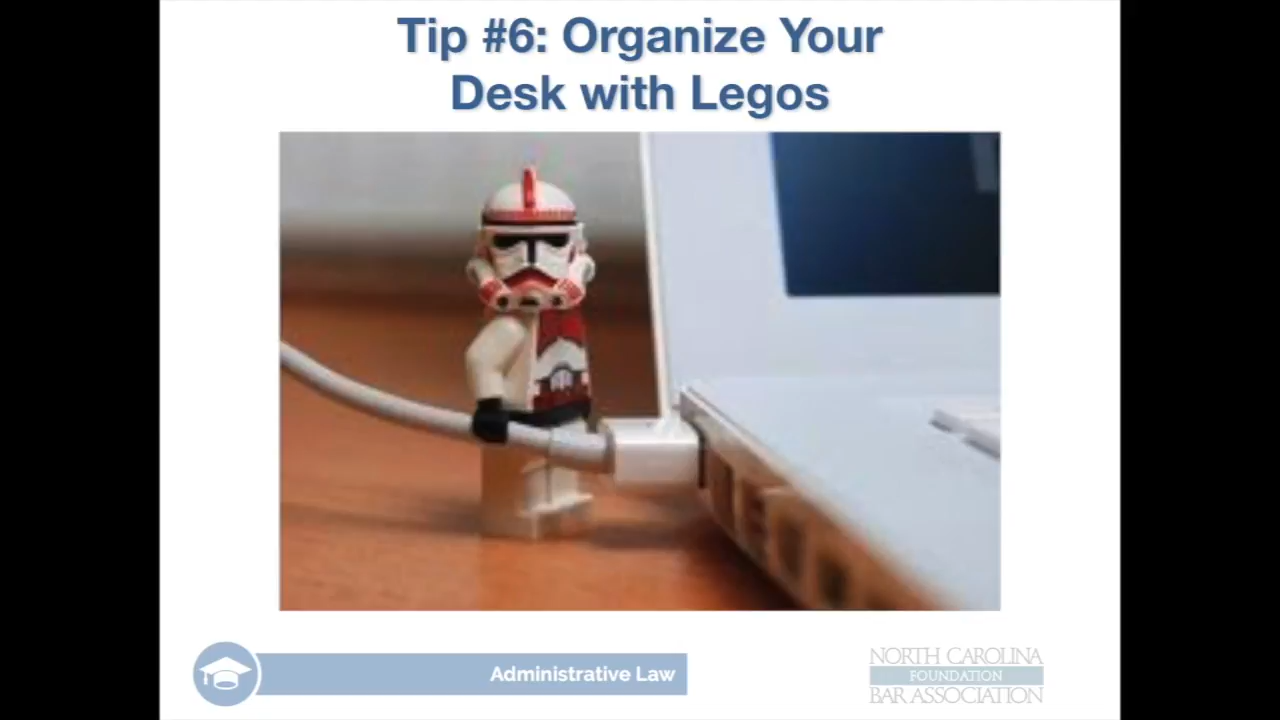 Tip #6: Organize Your
Desk with Legos
Administrative Law
NORTH CAROLINA
FOUNDATION
BAR ASSOCIATION